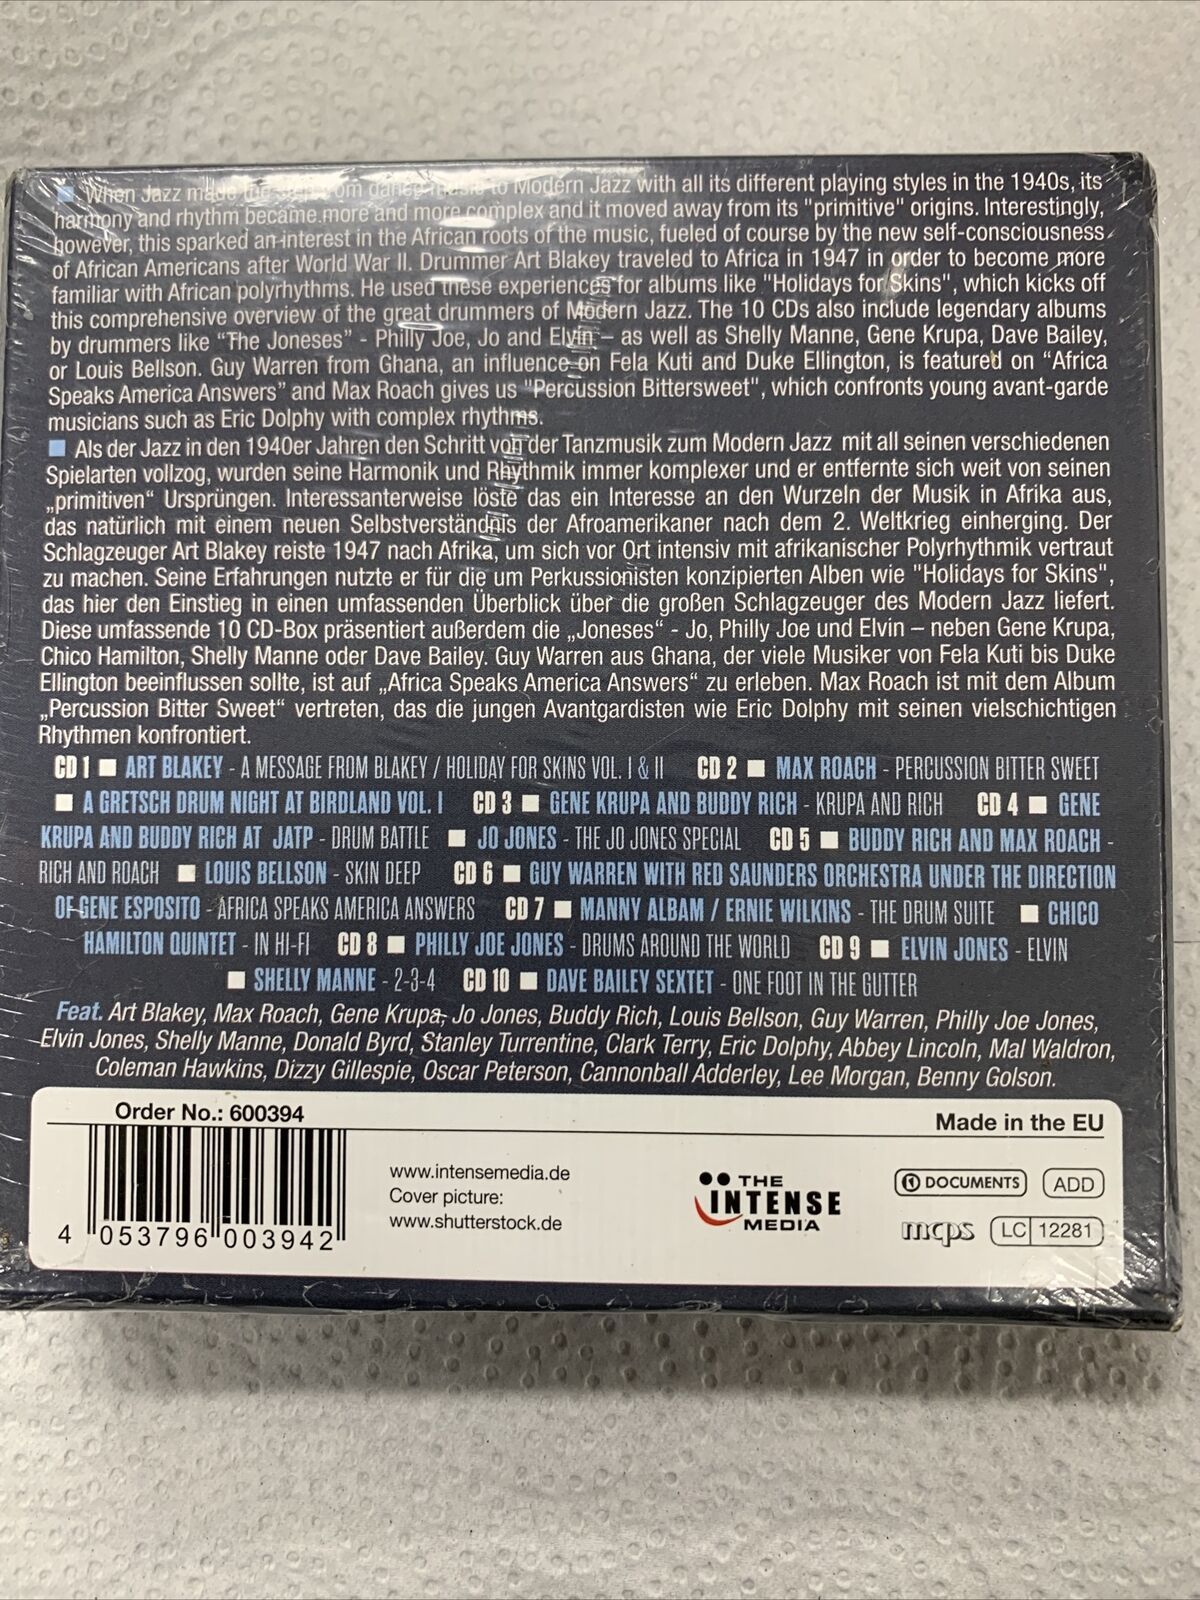 When Jazz made the step from dance music to Modern Jazz with all its different playing styles in the 1940s, its
harmony and rhythm became more and more complex and it moved away from its "primitive" origins. Interestingly,
however, this sparked an interest in the African roots of the music, fueled of course by the new self-consciousness
of African Americans after World War II. Drummer Art Blakey traveled to Africa in 1947 in order to become more
familiar with African polyrhythms. He used these experiences for albums like "Holidays for Skins", which kicks off
this comprehensive overview of the great drummers of Modern Jazz. The 10 CDs also include legendary albums
by drummers like “The Joneses” - Philly Joe, Jo and Elvin – as well as Shelly Manne, Gene Krupa, Dave Bailey,
or Louis Bellson. Guy Warren from Ghana, an influence on Fela Kuti and Duke Ellington, is featured on “Africa
Speaks America Answers” and Max Roach gives us "Percussion Bittersweet", which confronts young avant-garde
musicians such as Eric Dolphy with complex rhythms.
Als der Jazz in den 1940er Jahren den Schritt von der Tanzmusik zum Modern Jazz mit all seinen verschiedenen
Spielarten vollzog, wurden seine Harmonik und Rhythmik immer komplexer und er entfernte sich weit von seinen
„primitiven“ Ursprüngen. Interessanterweise löste das ein Interesse an den Wurzeln der Musik in Afrika aus,
das natürlich mit einem neuen Selbstverständnis der Afroamerikaner nach dem 2. Weltkrieg einherging. Der
Schlagzeuger Art Blakey reiste 1947 nach Afrika, um sich vor Ort intensiv mit afrikanischer Polyrhythmik vertraut
zu machen. Seine Erfahrungen nutzte er für die um Perkussionisten konzipierten Alben wie "Holidays for Skins",
das hier den Einstieg in einen umfassenden Überblick über die großen Schlagzeuger des Modern Jazz liefert.
Diese umfassende 10 CD-Box präsentiert außerdem die „Joneses“ - Jo, Philly Joe und Elvin – neben Gene Krupa,
Chico Hamilton, Shelly Manne oder Dave Bailey. Guy Warren aus Ghana, der viele Musiker von Fela Kuti bis Duke
Ellington beeinflussen sollte, ist auf „Africa Speaks America Answers“ zu erleben. Max Roach ist mit dem Album
„Percussion Bitter Sweet“ vertreten, das die jungen Avantgardisten wie Eric Dolphy mit seinen vielschichtigen
Rhythmen konfrontiert.
CD 1 ■ ART BLAKEY - A MESSAGE FROM BLAKEY / HOLIDAY FOR SKINS VOL. I & II CD 2 ■ MAX ROACH - PERCUSSION BITTER SWEET
■ A GRETSCH DRUM NIGHT AT BIRDLAND VOL. I CD 3 ■ GENE KRUPA AND BUDDY RICH - KRUPA AND RICH CD 4 ■ GENE
KRUPA AND BUDDY RICH AT JATP - DRUM BATTLE ■ JO JONES - THE JO JONES SPECIAL CD 5 ■ BUDDY RICH AND MAX ROACH -
RICH AND ROACH ■ LOUIS BELLSON - SKIN DEEP CD 6 ■ GUY WARREN WITH RED SAUNDERS ORCHESTRA UNDER THE DIRECTION
OF GENE ESPOSITO - AFRICA SPEAKS AMERICA ANSWERS CD 7 ■ MANNY ALBAM / ERNIE WILKINS - THE DRUM SUITE ■ CHICO
HAMILTON QUINTET - IN HI-FI CD 8 ■ PHILLY JOE JONES - DRUMS AROUND THE WORLD CD 9 ■ ELVIN JONES - ELVIN
■ SHELLY MANNE - 2-3-4 CD 10 ■ DAVE BAILEY SEXTET - ONE FOOT IN THE GUTTER
Feat. Art Blakey, Max Roach, Gene Krupa, Jo Jones, Buddy Rich, Louis Bellson, Guy Warren, Philly Joe Jones,
Elvin Jones, Shelly Manne, Donald Byrd, Stanley Turrentine, Clark Terry, Eric Dolphy, Abbey Lincoln, Mal Waldron,
Coleman Hawkins, Dizzy Gillespie, Oscar Peterson, Cannonball Adderley, Lee Morgan, Benny Golson.
Order No.: 600394
Made in the EU
4 053796 003942
www.intensemedia.de
Cover picture:
www.shutterstock.de
THE
INTENSE
MEDIA
DOCUMENTS
ADD
mcps
LC 12281